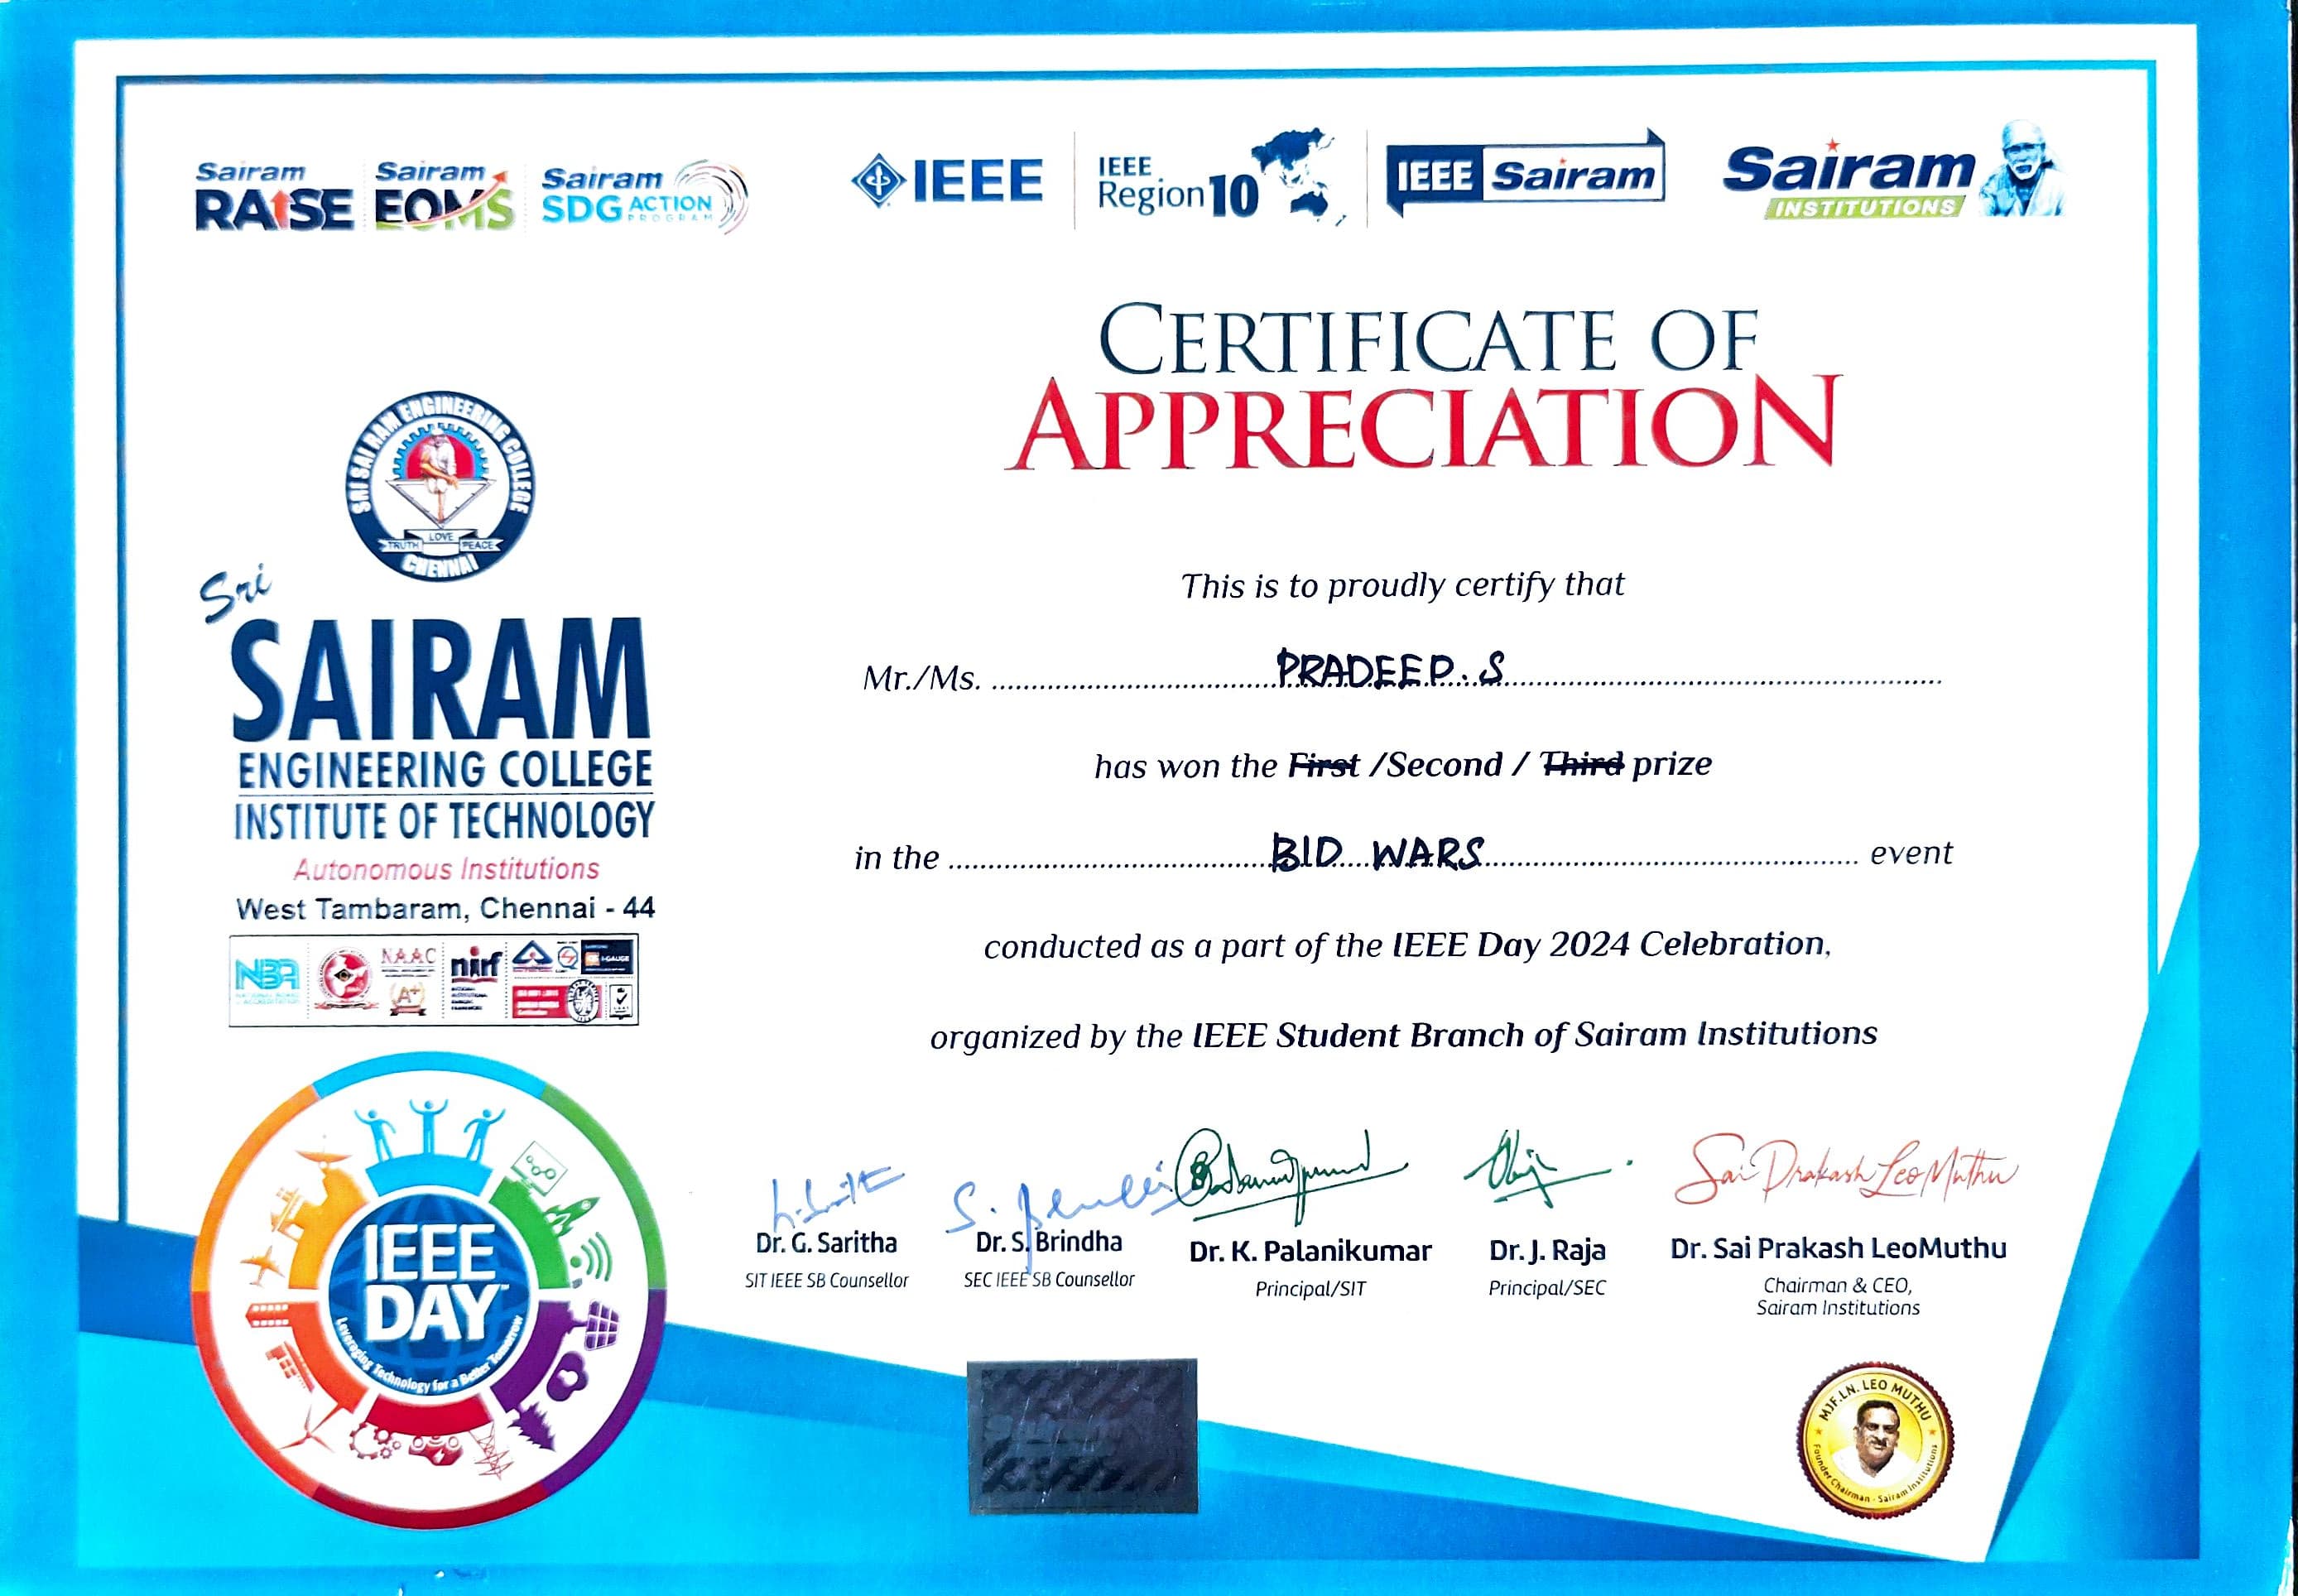 Sairam
RAISE
Sairam
EOMS
Sairam
SDG ACTION
PROGRAM
IEEE
IEEE
Region 10
IEEE Sairam
Sairam
INSTITUTIONS
CERTIFICATE OF
APPRECIATION
SRI SAI RAM ENGINEERING COLLEGE
TRUTH LOVE PEACE
CHENNAI
Sri
SAIRAM
ENGINEERING COLLEGE
INSTITUTE OF TECHNOLOGY
Autonomous Institutions
West Tambaram, Chennai - 44
NBA
NAAC
A+
nirf
I-GAUGE
This is to proudly certify that
Mr./Ms. PRADEEP.S
has won the First /Second / Third prize
in the BID WARS event
conducted as a part of the IEEE Day 2024 Celebration,
organized by the IEEE Student Branch of Sairam Institutions
IEEE
DAY
Leveraging Technology for a Better Tomorrow
Sai Prakash LeoMuthu
Dr. G. Saritha
SIT IEEE SB Counsellor
Dr. S. Brindha
SEC IEEE SB Counsellor
Dr. K. Palanikumar
Principal/SIT
Dr. J. Raja
Principal/SEC
Dr. Sai Prakash LeoMuthu
Chairman & CEO,
Sairam Institutions
MJF.LN. LEO MUTHU
Founder Chairman - Sairam Institutions